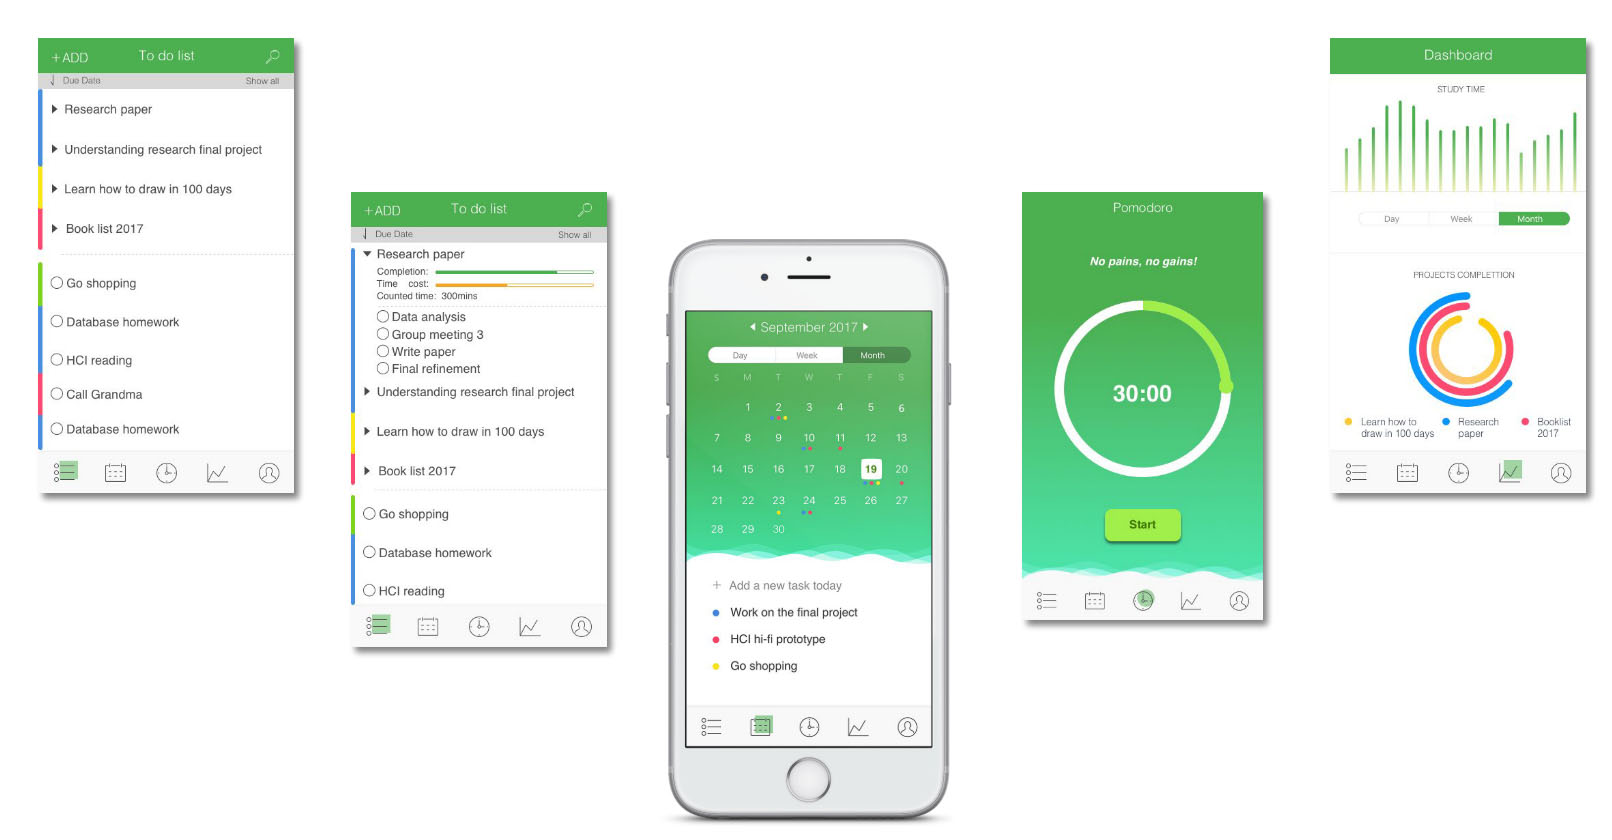 +ADD To do list
Due Date Show all
Research paper
Understanding research final project
Learn how to draw in 100 days
Book list 2017
Go shopping
Database homework
HCI reading
Call Grandma
Database homework
+ADD To do list
Due Date Show all
Research paper
Completion:
Time cost:
Counted time: 300mins
Data analysis
Group meeting 3
Write paper
Final refinement
Understanding research final project
Learn how to draw in 100 days
Book list 2017
Go shopping
Database homework
HCI reading
September 2017
Day Week Month
S M T W T F S
1 2 3 4 5 6
7 8 9 10 11 12 13
14 15 16 17 18 19 20
21 22 23 24 25 26 27
28 29 30
+ Add a new task today
Work on the final project
HCI hi-fi prototype
Go shopping
Pomodoro
No pains, no gains!
30:00
Start
Dashboard
STUDY TIME
Day Week Month
PROJECTS COMPLETTION
Learn how to draw in 100 days
Research paper
Booklist 2017